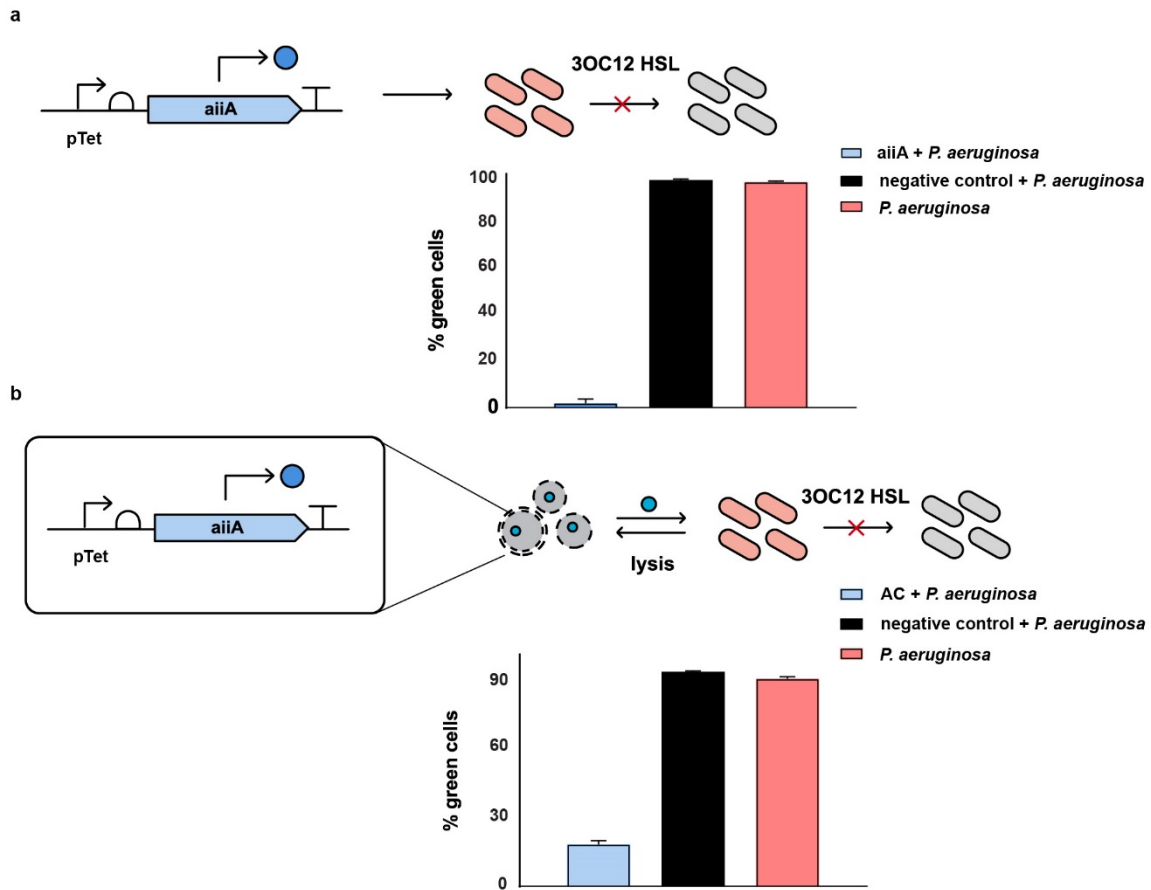 a
aiiA
pTet
3OC12 HSL
aiiA + P. aeruginosa
negative control + P. aeruginosa
P. aeruginosa
% green cells
100
80
60
40
20
0
b
aiiA
pTet
lysis
3OC12 HSL
AC + P. aeruginosa
negative control + P. aeruginosa
P. aeruginosa
% green cells
90
60
30
0